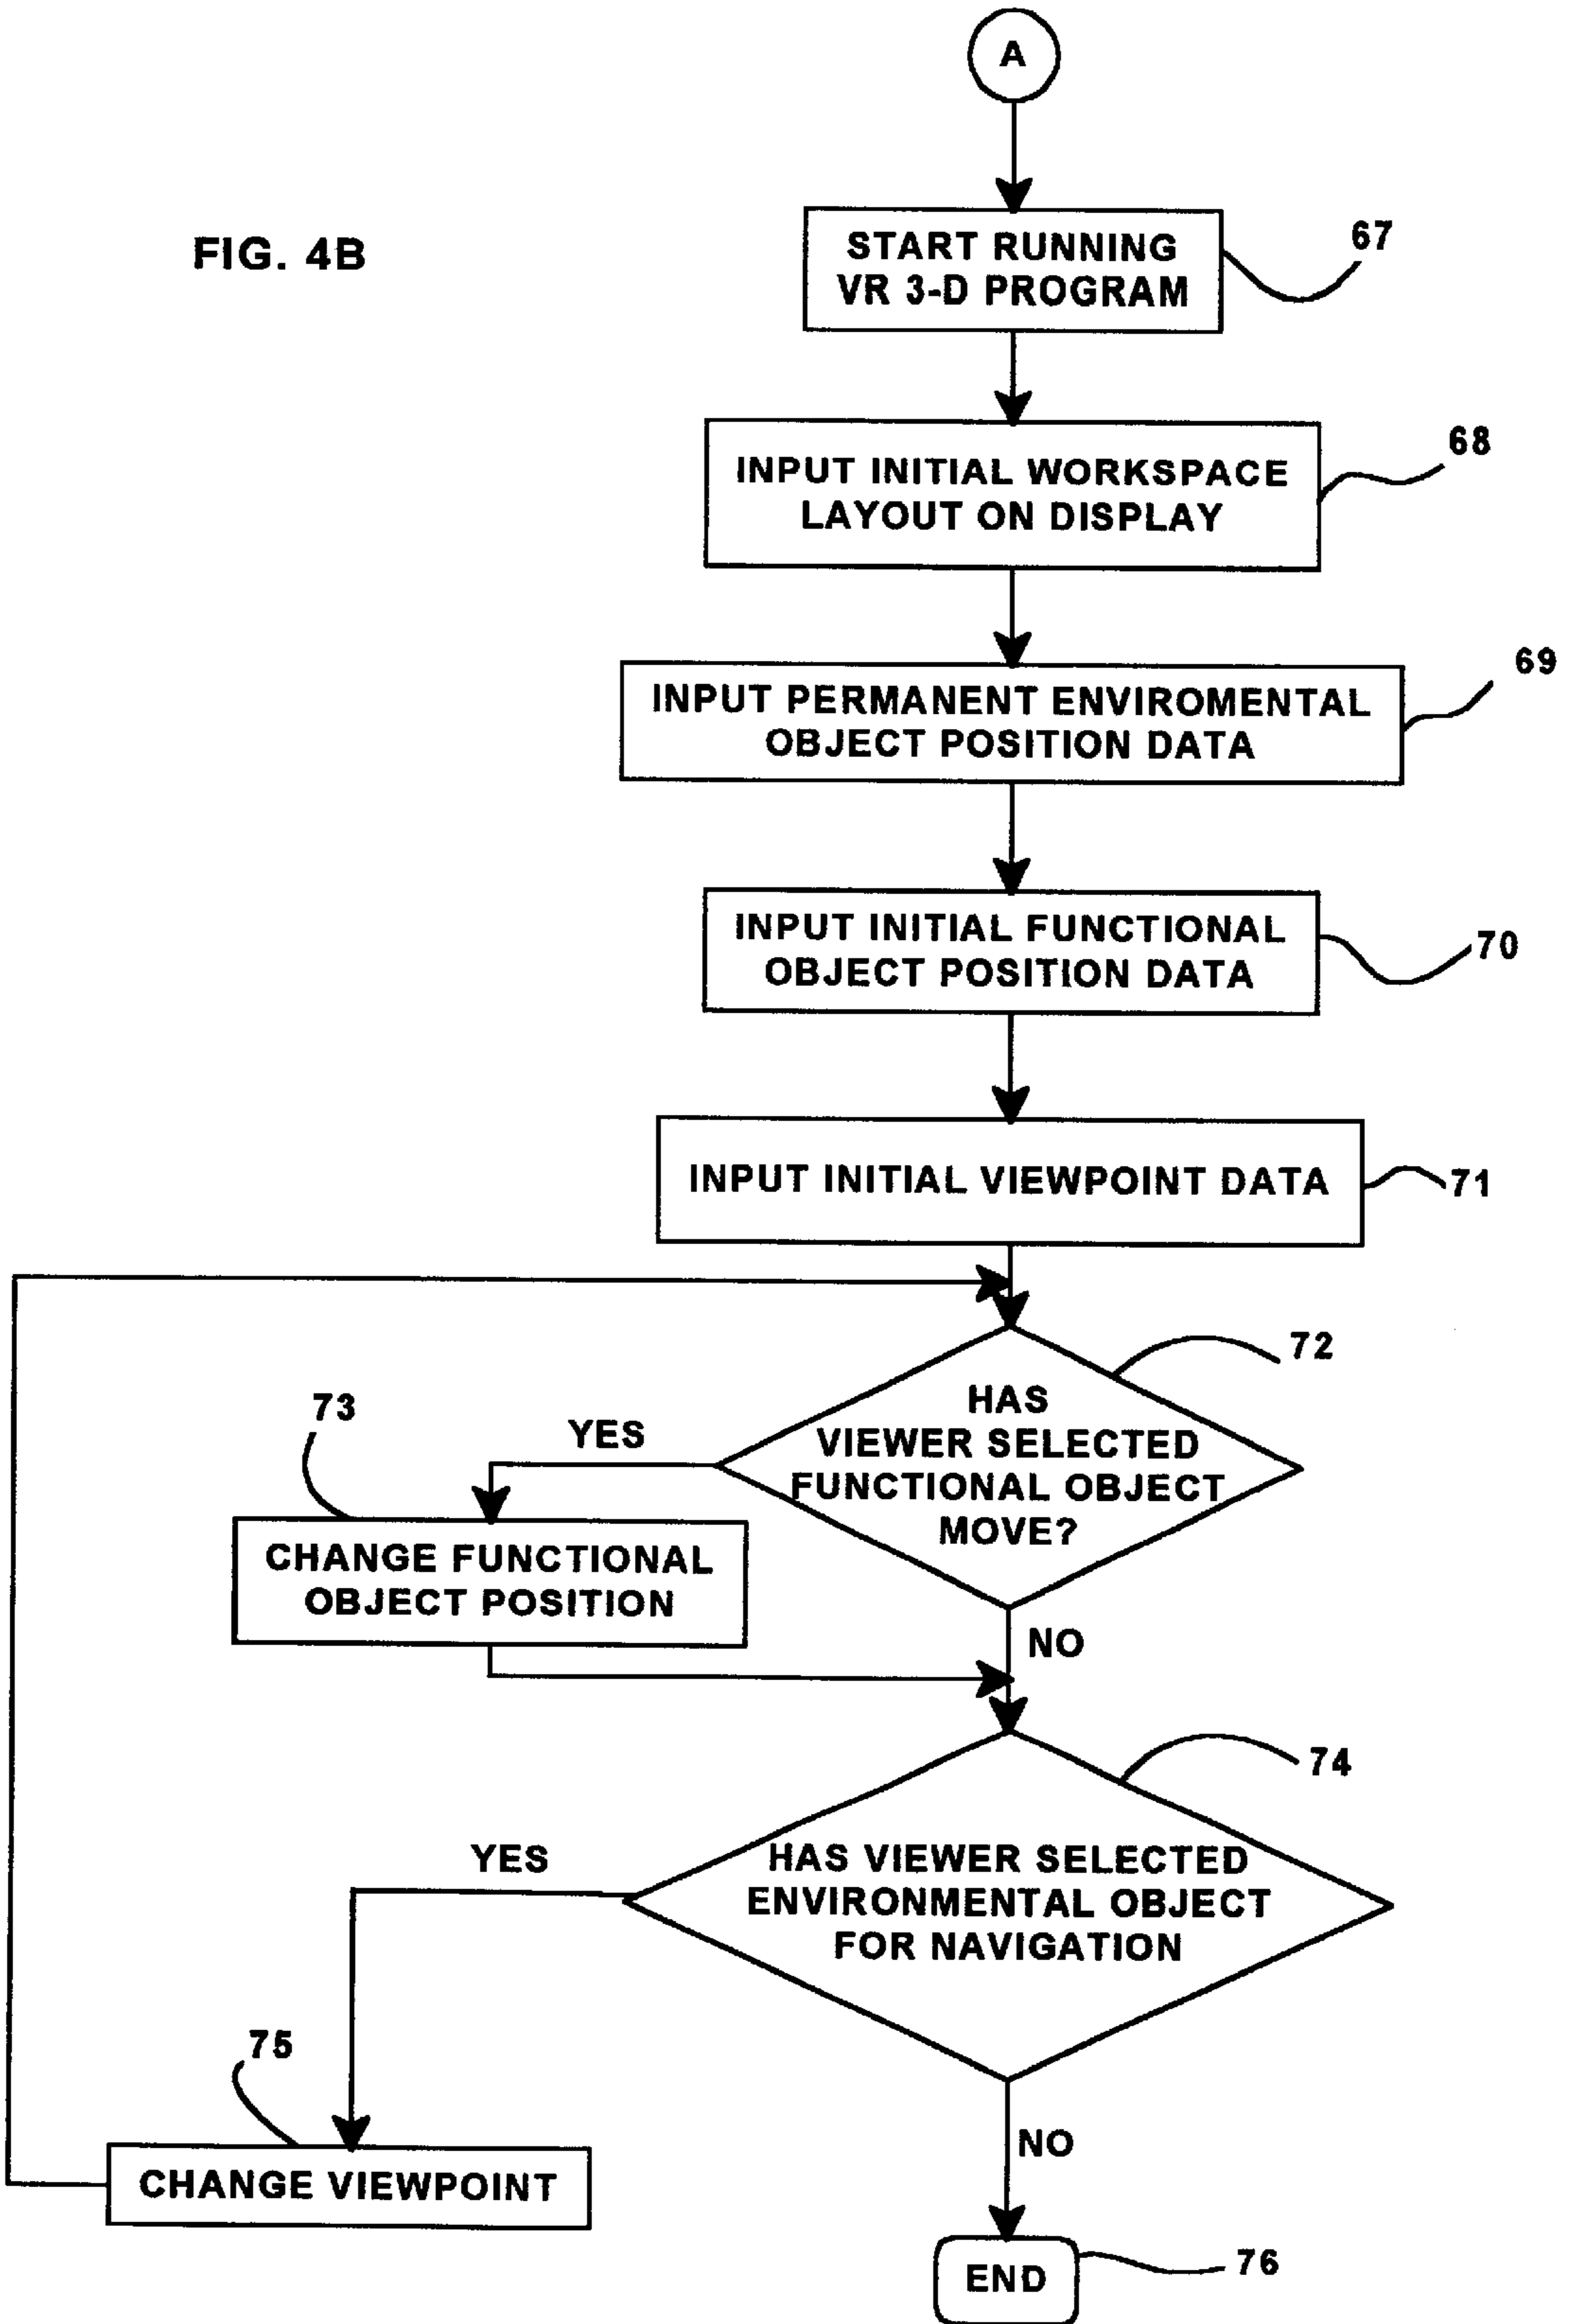 A
FIG. 4B
START RUNNING
VR 3-D PROGRAM
67
INPUT INITIAL WORKSPACE
LAYOUT ON DISPLAY
68
INPUT PERMANENT ENVIROMENTAL
OBJECT POSITION DATA
69
INPUT INITIAL FUNCTIONAL
OBJECT POSITION DATA
70
INPUT INITIAL VIEWPOINT DATA
71
HAS
VIEWER SELECTED
FUNCTIONAL OBJECT
MOVE?
72
YES
73
CHANGE FUNCTIONAL
OBJECT POSITION
NO
74
HAS VIEWER SELECTED
ENVIRONMENTAL OBJECT
FOR NAVIGATION
YES
75
CHANGE VIEWPOINT
NO
END
76